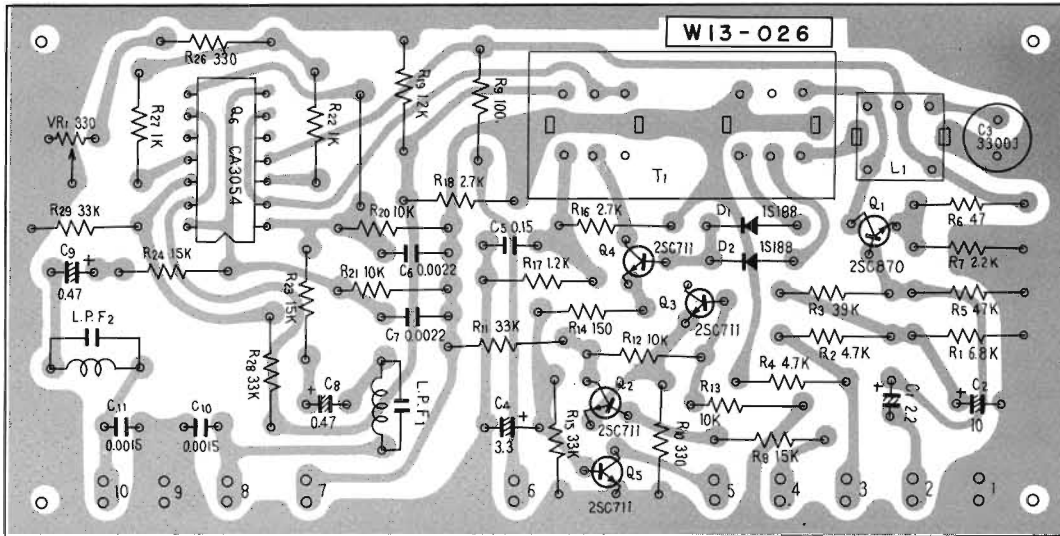 W13-026
R26 330
VR1 330
R27 1K
Q6
CA3054
R22 1K
R19 1.2K
R9 100
T1
L1
C3
3300J
R18 2.7K
R29 33K
C9
0.47
R24 15K
R20 10K
C6 0.0022
R21 10K
C7 0.0022
R23 15K
C5 0.15
R16 2.7K
R17 1.2K
Q4
2SC711
D1 1S188
D2 1S188
Q1
2SC870
R6 47
R7 2.2K
Q3
2SC711
R3 39K
R5 47K
R14 150
R11 33K
R12 10K
R2 4.7K
R1 6.8K
L.P.F2
R28 33K
C8
0.47
L.P.F1
R4 4.7K
R13
10K
C1 2.2
C2
10
C11
0.0015
C10
0.0015
C4
3.3
R15 33K
Q2
2SC711
R10 330
R8 15K
Q5
2SC711
10
9
8
7
6
5
4
3
2
1